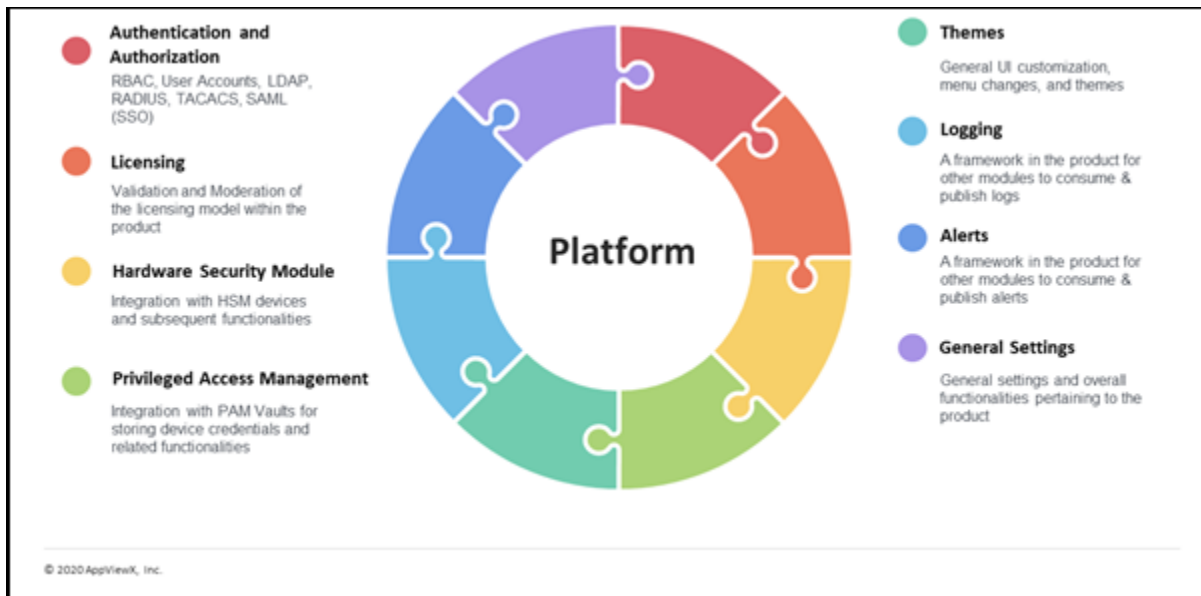 Authentication and
Authorization
RBAC, User Accounts, LDAP,
RADIUS, TACACS, SAML
(SSO)
Licensing
Validation and Moderation of
the licensing model within the
product
Hardware Security Module
Integration with HSM devices
and subsequent functionalities
Privileged Access Management
Integration with PAM Vaults for
storing device credentials and
related functionalities
Platform
Themes
General UI customization,
menu changes, and themes
Logging
A framework in the product for
other modules to consume &
publish logs
Alerts
A framework in the product for
other modules to consume &
publish alerts
General Settings
General settings and overall
functionalities pertaining to the
product
© 2020 AppViewX, Inc.